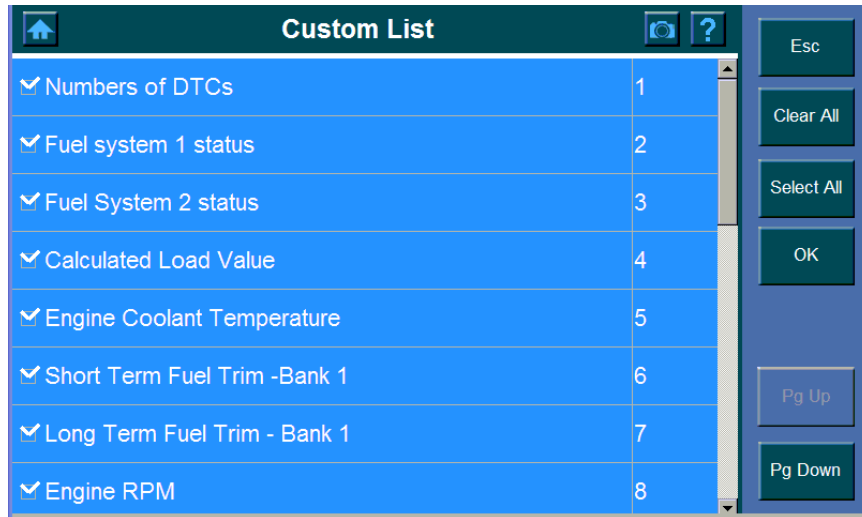 Custom List
?
Numbers of DTCs 1
Fuel system 1 status 2
Fuel System 2 status 3
Calculated Load Value 4
Engine Coolant Temperature 5
Short Term Fuel Trim -Bank 1 6
Long Term Fuel Trim - Bank 1 7
Engine RPM 8
Esc
Clear All
Select All
OK
Pg Up
Pg Down